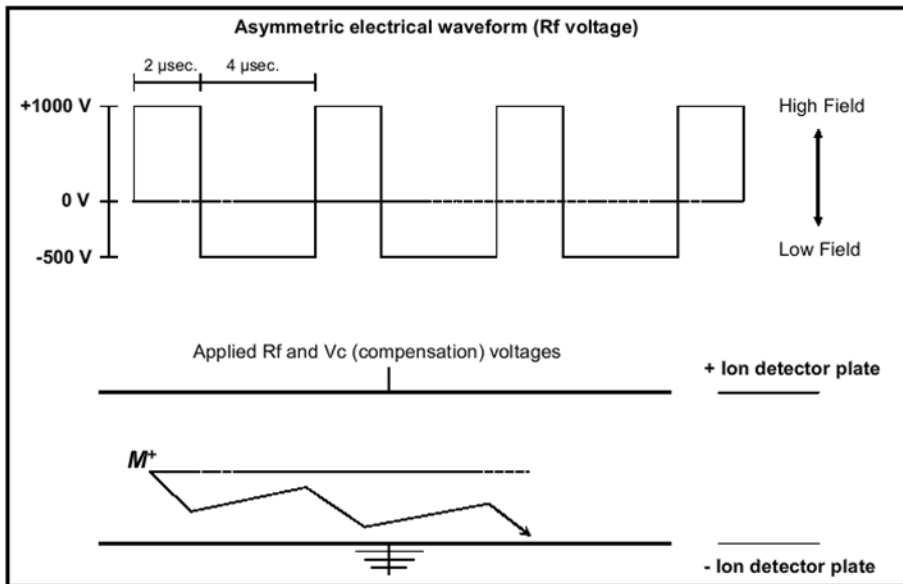 Asymmetric electrical waveform (Rf voltage)
2 µsec.
4 µsec.
+1000 V
High Field
0 V
-500 V
Low Field
Applied Rf and Vc (compensation) voltages
+ Ion detector plate
M+
- Ion detector plate